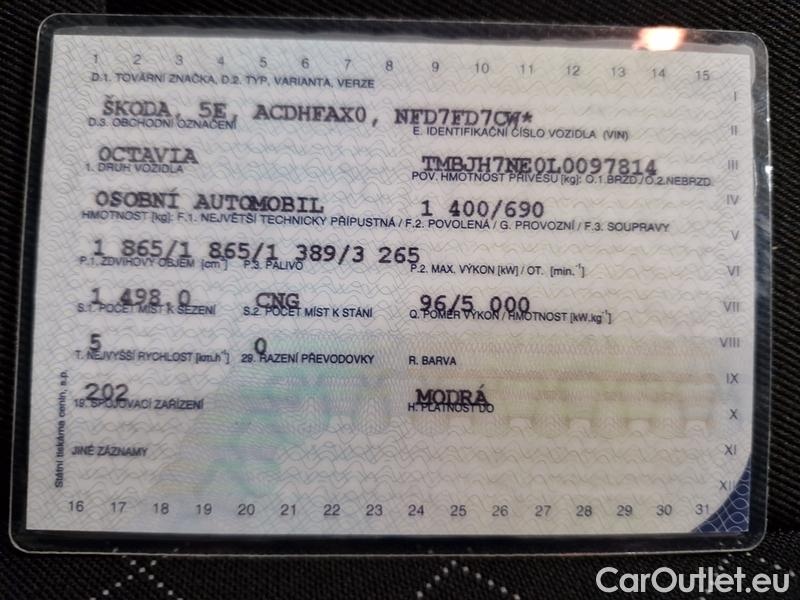 1 2 3 4 5 6 7 8 9 10 11 12 13 14 15
D.1. TOVÁRNÍ ZNAČKA, D.2. TYP, VARIANTA, VERZE
I
ŠKODA, 5E, ACDHFAX0, NFD7FD7CW*
D.3. OBCHODNÍ OZNAČENÍ E. IDENTIFIKAČNÍ ČÍSLO VOZIDLA (VIN) II
OCTAVIA TMBJH7NE0L0097814 III
1. DRUH VOZIDLA POV. HMOTNOST PŘÍVĚSU [kg]: O.1. BRZD./O.2. NEBRZD.
OSOBNÍ AUTOMOBIL 1 400/690 IV
HMOTNOST [kg]: F.1. NEJVĚTŠÍ TECHNICKY PŘÍPUSTNÁ / F.2. POVOLENÁ / G. PROVOZNÍ / F.3. SOUPRAVY
1 865/1 865/1 389/3 265 V
P.1. ZDVIHOVÝ OBJEM [cm³] P.3. PALIVO P.2. MAX. VÝKON [kW] / OT. [min.⁻¹] VI
1 498.0 CNG 96/5 000 VII
S.1. POČET MÍST K SEZENÍ S.2. POČET MÍST K STÁNÍ Q. POMĚR VÝKON / HMOTNOST [kW.kg⁻¹]
5 0 VIII
T. NEJVYŠŠÍ RYCHLOST [km.h⁻¹] 29. ŘAZENÍ PŘEVODOVKY R. BARVA
202 MODRÁ IX
19. SPOJOVACÍ ZAŘÍZENÍ H. PLATNOST DO X
JINÉ ZÁZNAMY XI
XII
Státní tiskárna cenin, s.p.
16 17 18 19 20 21 22 23 24 25 26 27 28 29 30 31
CarOutlet.eu